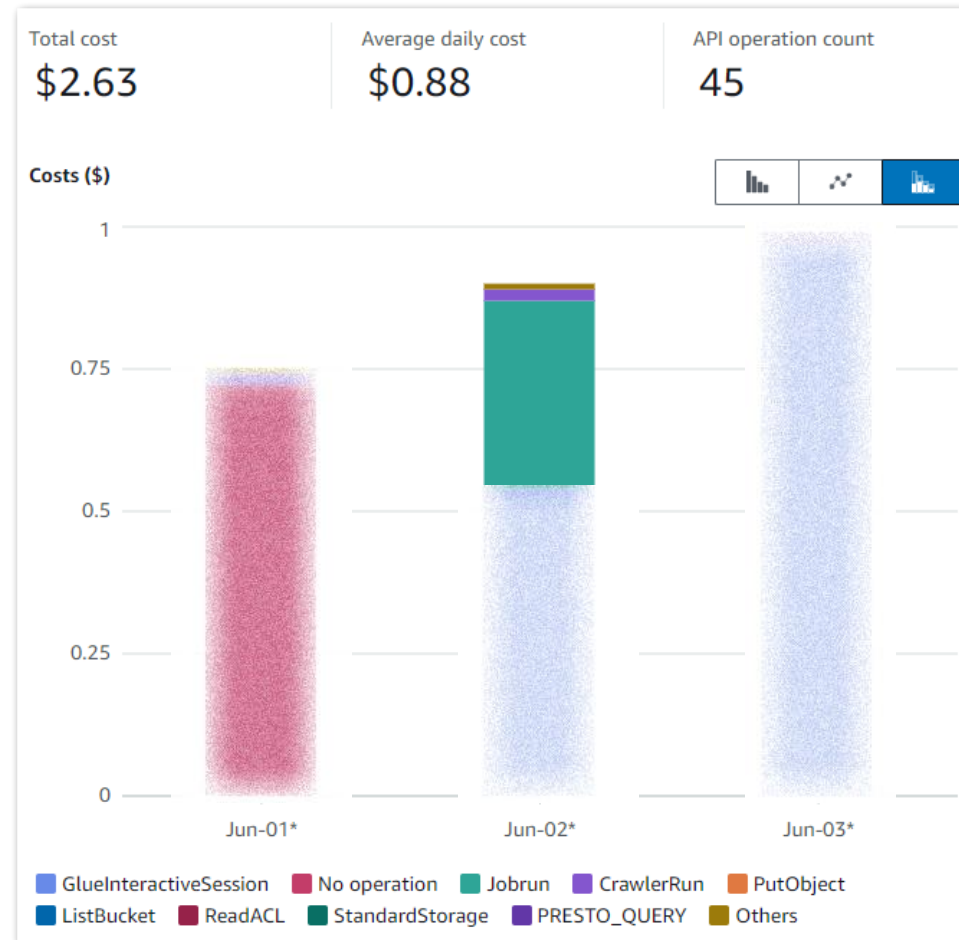 Total cost Average daily cost API operation count
$2.63 $0.88 45
Costs ($)
1
0.75
0.5
0.25
0
Jun-01* Jun-02* Jun-03*
GlueInteractiveSession No operation Jobrun CrawlerRun PutObject
ListBucket ReadACL StandardStorage PRESTO_QUERY Others